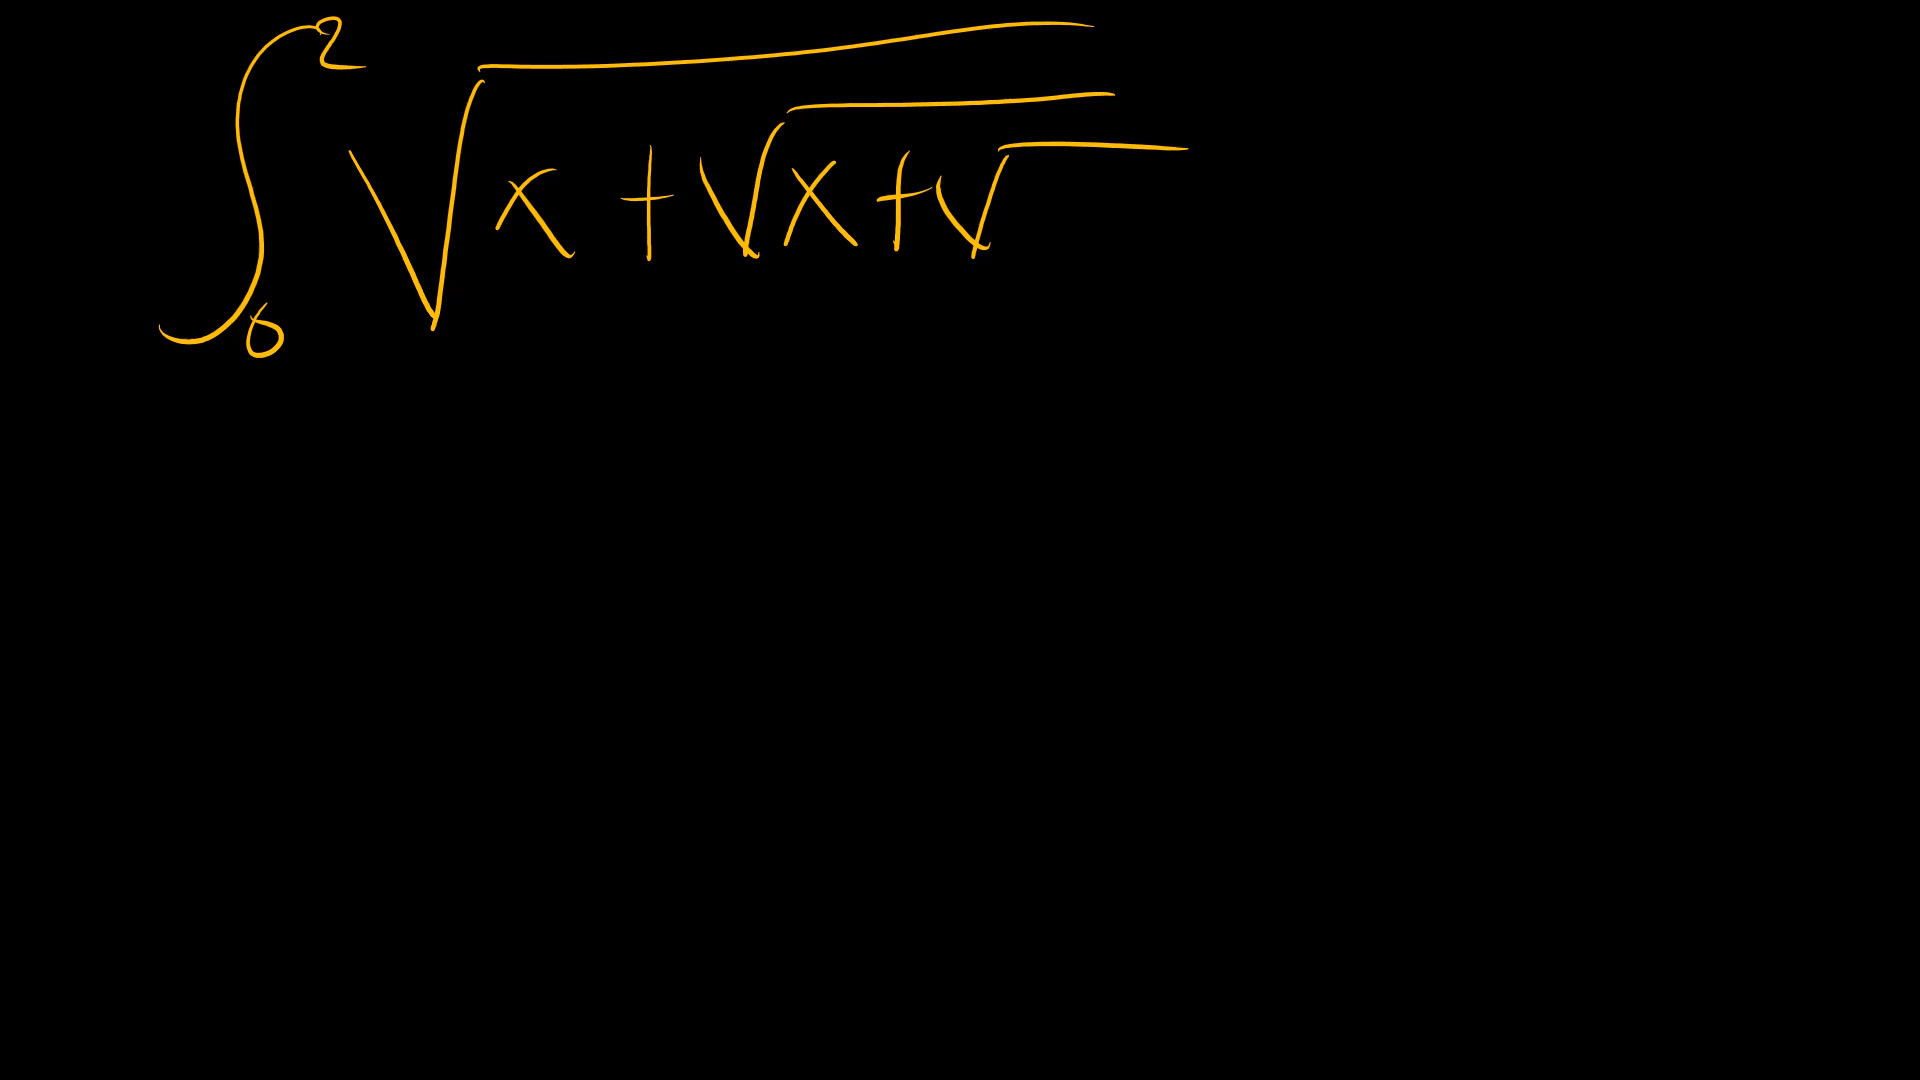 ∫₀² √(x + √(x + √